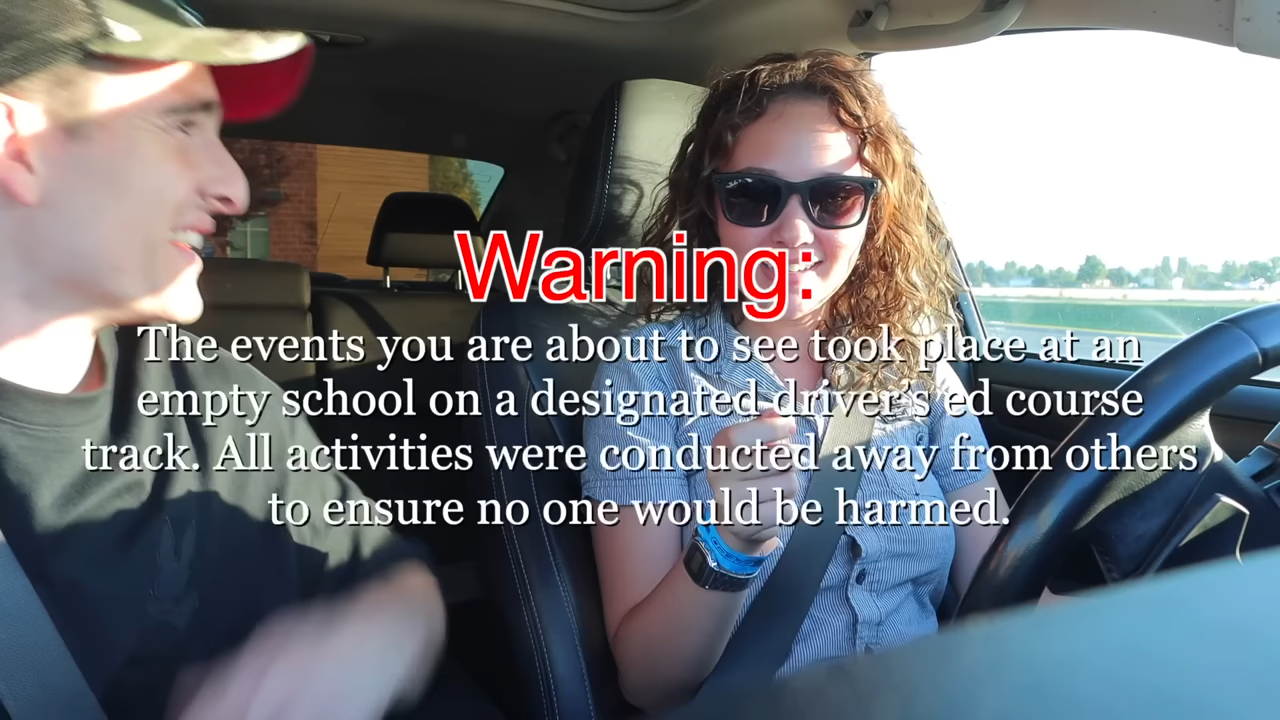 Warning:
The events you are about to see took place at an
empty school on a designated driver's ed course
track. All activities were conducted away from others
to ensure no one would be harmed.